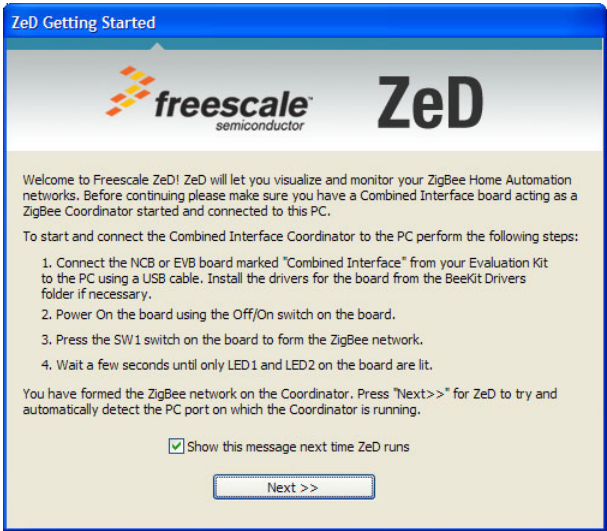 ZeD Getting Started
freescale™
semiconductor
ZeD
Welcome to Freescale ZeD! ZeD will let you visualize and monitor your ZigBee Home Automation
networks. Before continuing please make sure you have a Combined Interface board acting as a
ZigBee Coordinator started and connected to this PC.
To start and connect the Combined Interface Coordinator to the PC perform the following steps:
1. Connect the NCB or EVB board marked "Combined Interface" from your Evaluation Kit
to the PC using a USB cable. Install the drivers for the board from the BeeKit Drivers
folder if necessary.
2. Power On the board using the Off/On switch on the board.
3. Press the SW1 switch on the board to form the ZigBee network.
4. Wait a few seconds until only LED1 and LED2 on the board are lit.
You have formed the ZigBee network on the Coordinator. Press "Next>>" for ZeD to try and
automatically detect the PC port on which the Coordinator is running.
Show this message next time ZeD runs
Next >>